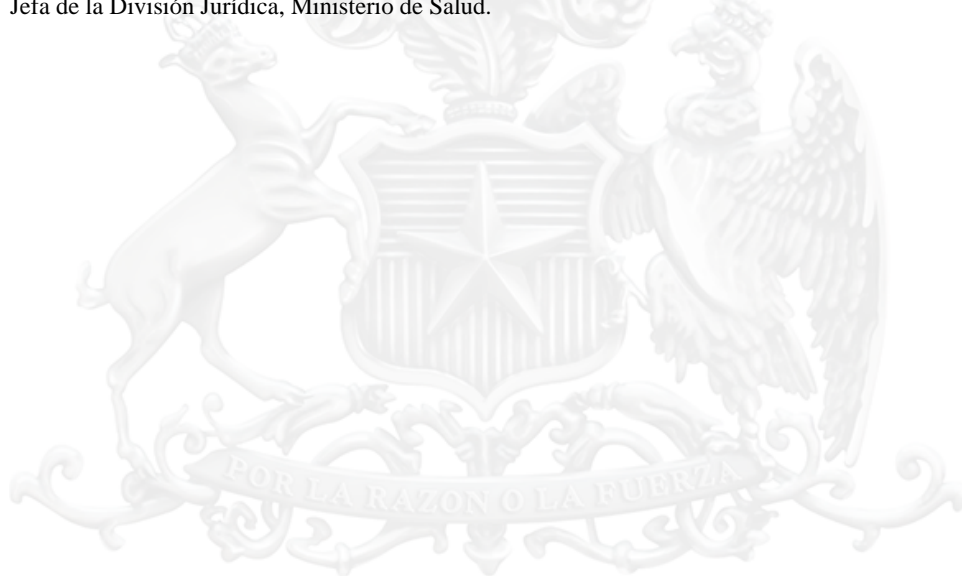 Jefa de la División Jurídica, Ministerio de Salud.
POR LA RAZON O LA FUERZA